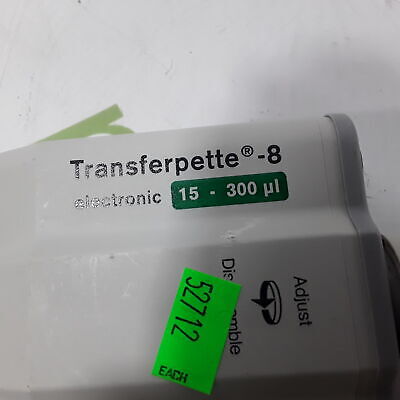 Transferpette®-8
electronic 15 - 300 µl
Adjust
52712
EACH